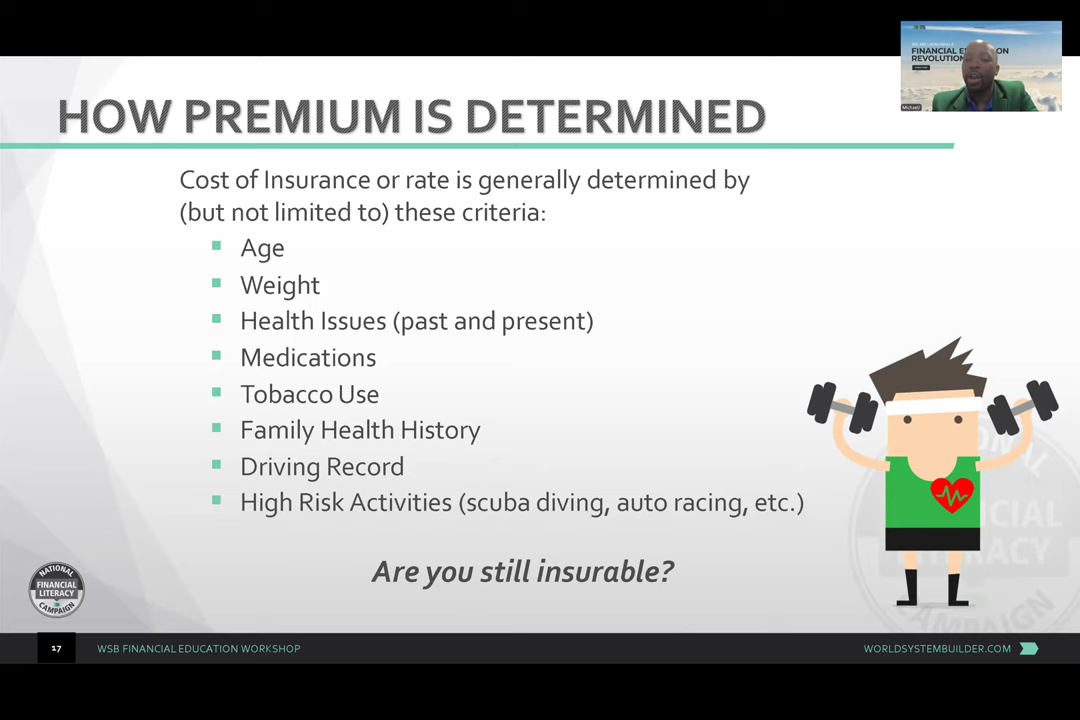 FINANCIAL EDUCATION
REVOLUTION
Michael
HOW PREMIUM IS DETERMINED
Cost of Insurance or rate is generally determined by
(but not limited to) these criteria:
Age
Weight
Health Issues (past and present)
Medications
Tobacco Use
Family Health History
Driving Record
High Risk Activities (scuba diving, auto racing, etc.)
Are you still insurable?
NATIONAL
FINANCIAL
LITERACY
CAMPAIGN
17
WSB FINANCIAL EDUCATION WORKSHOP
WORLDSYSTEMBUILDER.COM